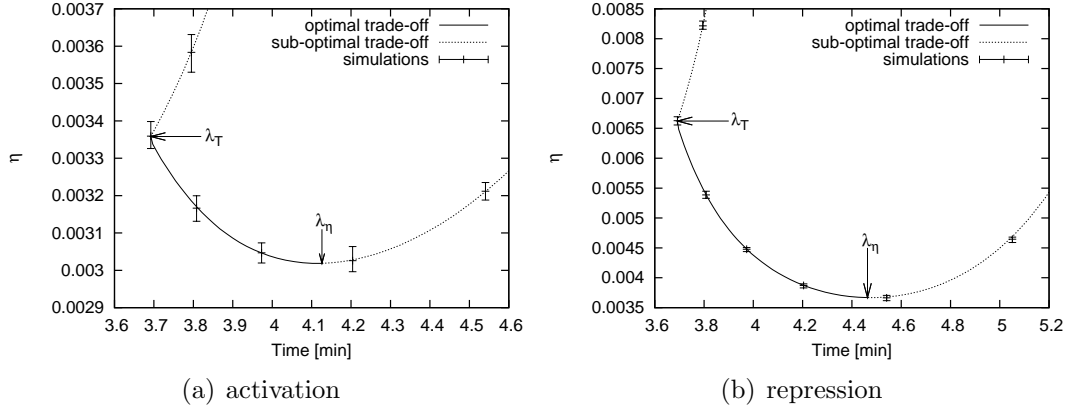 optimal trade-off
sub-optimal trade-off
simulations
0.0037
0.0036
0.0035
0.0034
0.0033
0.0032
0.0031
0.003
0.0029
η
λT
λη
3.6 3.7 3.8 3.9 4 4.1 4.2 4.3 4.4 4.5 4.6
Time [min]
(a) activation
optimal trade-off
sub-optimal trade-off
simulations
0.0085
0.008
0.0075
0.007
0.0065
0.006
0.0055
0.005
0.0045
0.004
0.0035
η
λT
λη
3.6 3.8 4 4.2 4.4 4.6 4.8 5 5.2
Time [min]
(b) repression